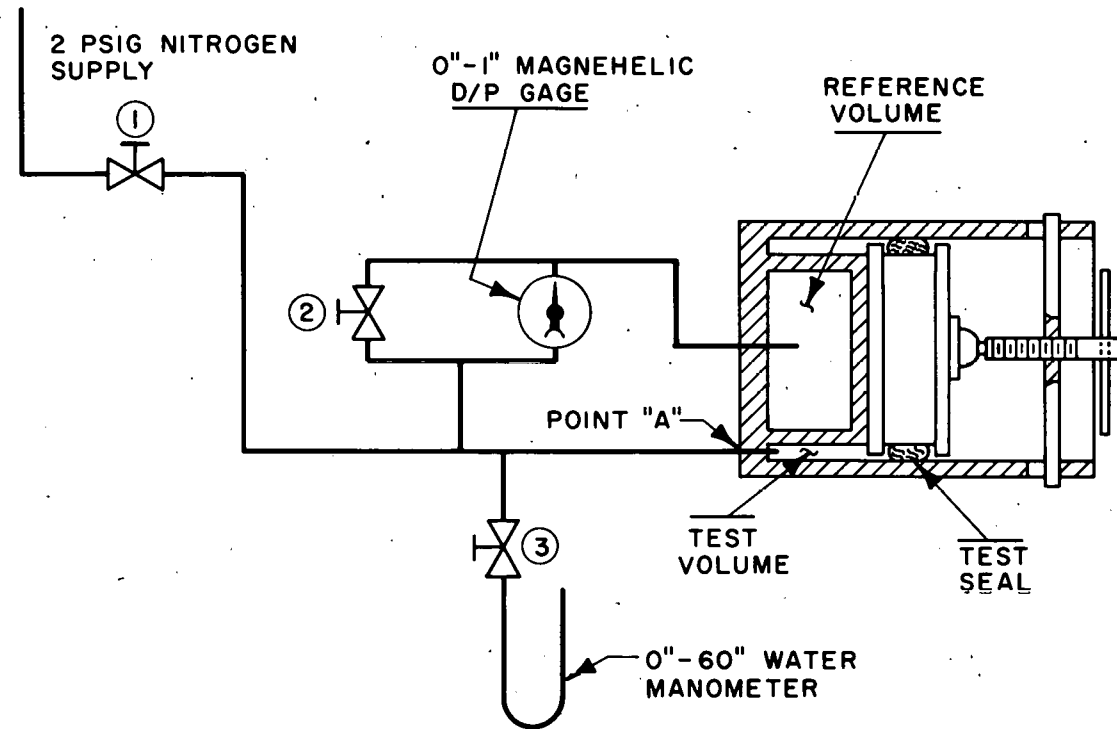 2 PSIG NITROGEN
SUPPLY
1
0"-1" MAGNEHELIC
D/P GAGE
REFERENCE
VOLUME
2
POINT "A"
3
TEST
VOLUME
TEST
SEAL
0"-60" WATER
MANOMETER